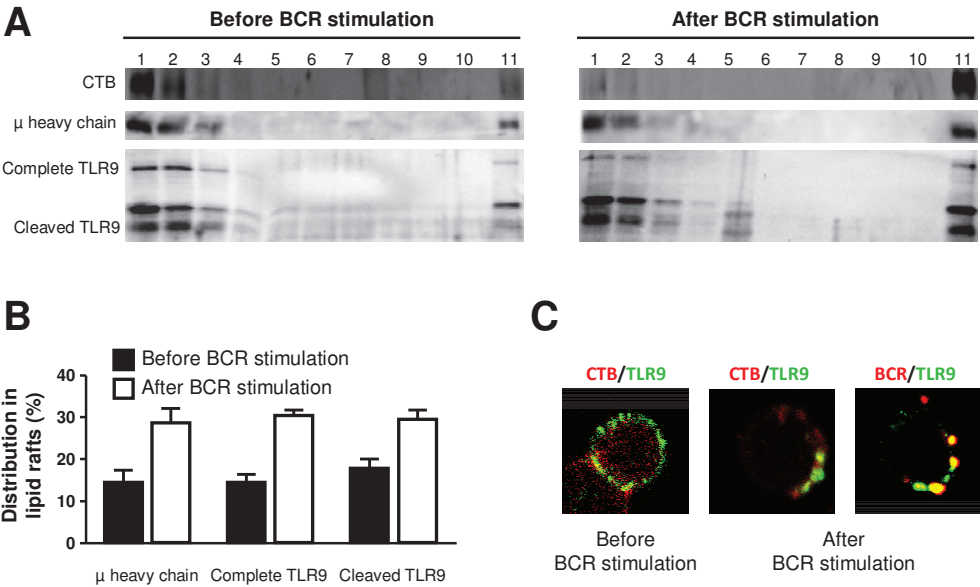 A
Before BCR stimulation
After BCR stimulation
1 2 3 4 5 6 7 8 9 10 11
1 2 3 4 5 6 7 8 9 10 11
CTB
μ heavy chain
Complete TLR9
Cleaved TLR9
B
Before BCR stimulation
After BCR stimulation
Distribution in
lipid rafts (%)
40
30
20
10
0
μ heavy chain Complete TLR9 Cleaved TLR9
C
CTB/TLR9 CTB/TLR9 BCR/TLR9
Before
BCR stimulation
After
BCR stimulation